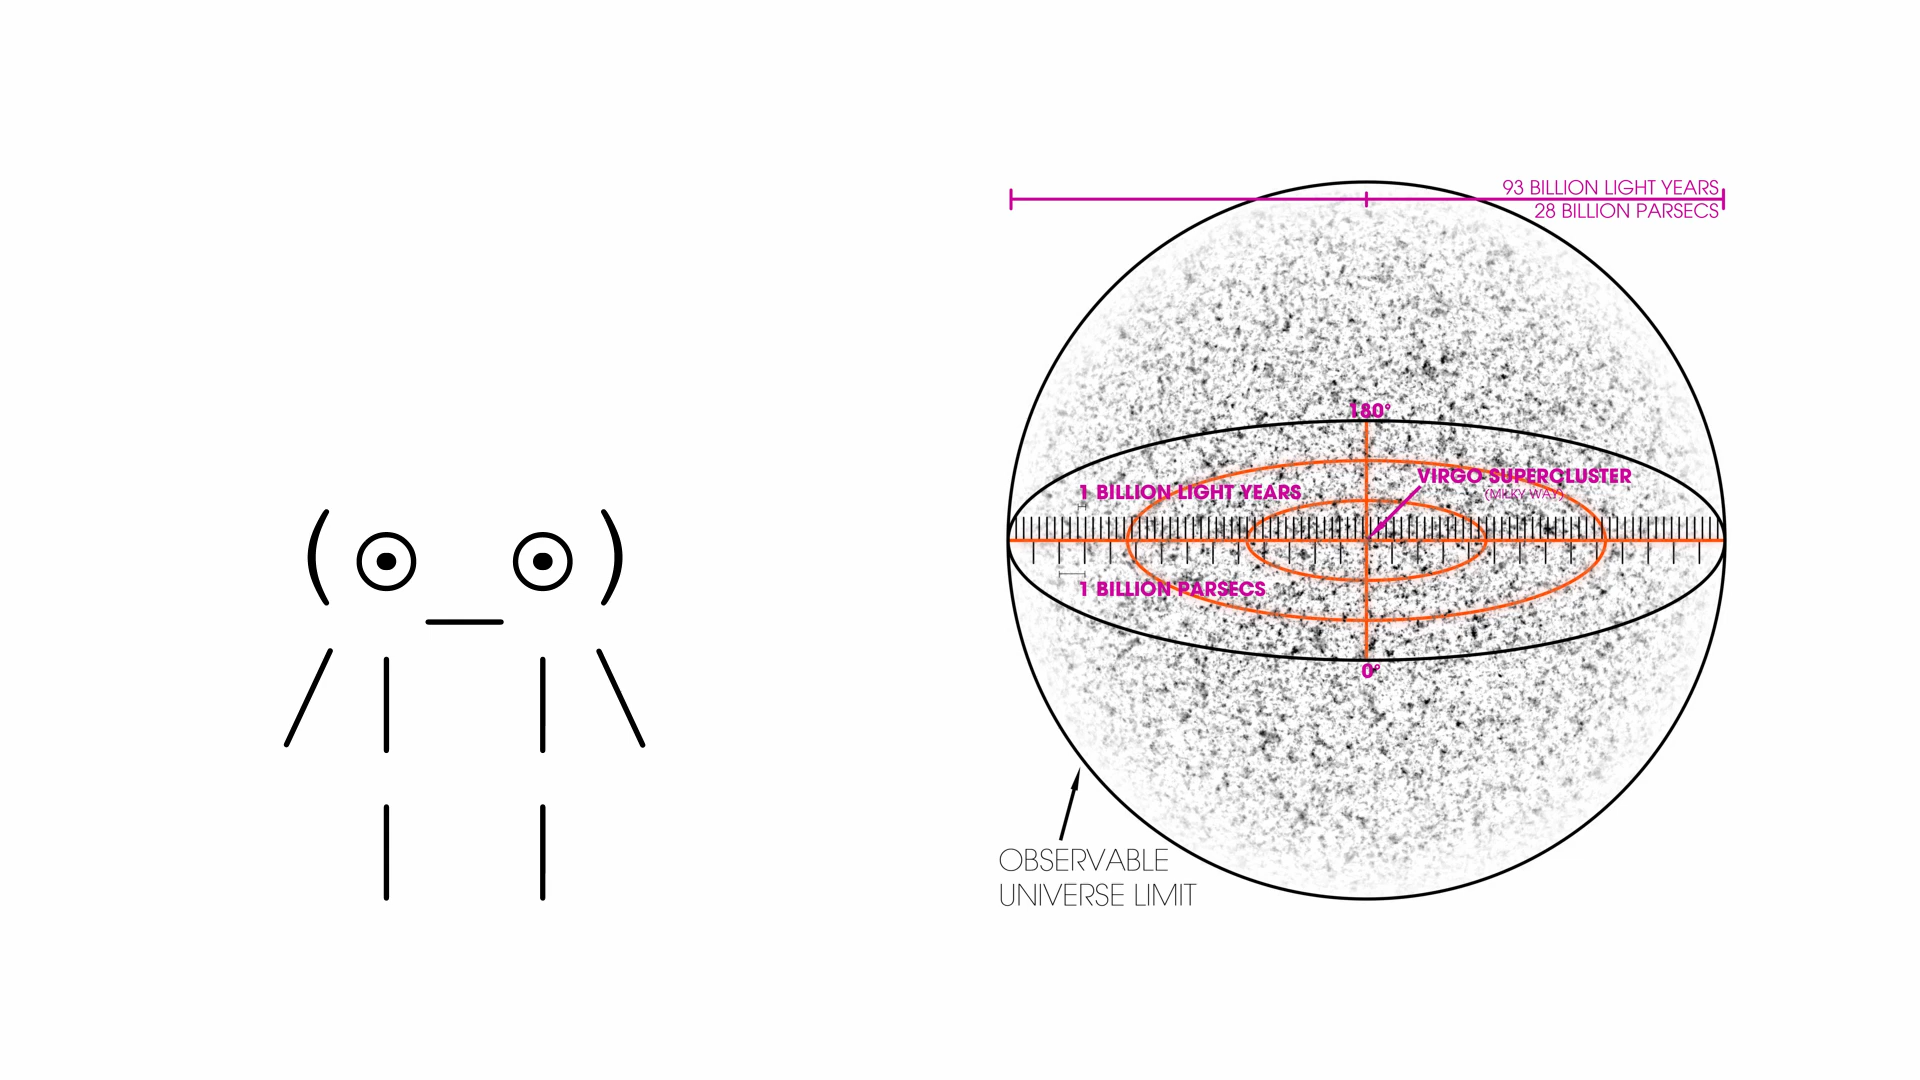 93 BILLION LIGHT YEARS
28 BILLION PARSECS
180°
VIRGO SUPERCLUSTER
(MILKY WAY)
1 BILLION LIGHT YEARS
1 BILLION PARSECS
0°
OBSERVABLE
UNIVERSE LIMIT